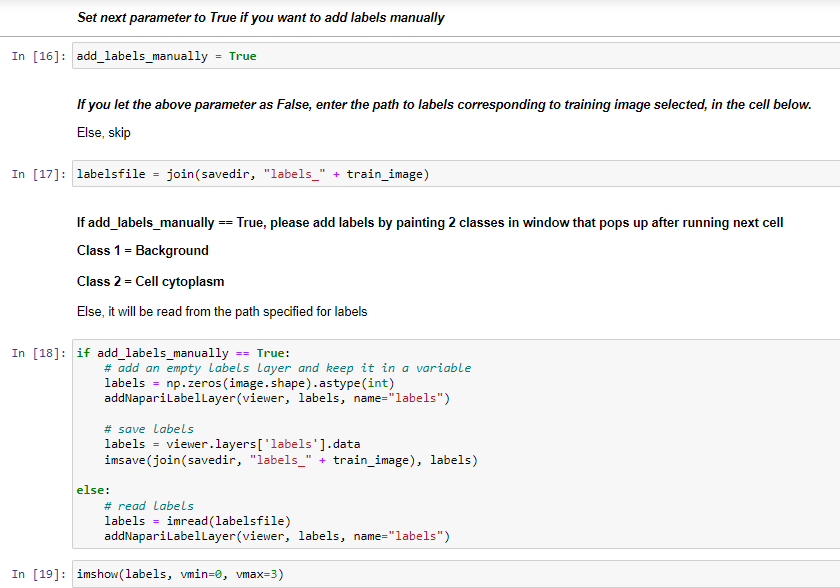 Set next parameter to True if you want to add labels manually
In [16]: add_labels_manually = True
If you let the above parameter as False, enter the path to labels corresponding to training image selected, in the cell below.
Else, skip
In [17]: labelsfile = join(savedir, "labels_" + train_image)
If add_labels_manually == True, please add labels by painting 2 classes in window that pops up after running next cell
Class 1 = Background
Class 2 = Cell cytoplasm
Else, it will be read from the path specified for labels
In [18]: if add_labels_manually == True:
# add an empty labels layer and keep it in a variable
labels = np.zeros(image.shape).astype(int)
addNapariLabelLayer(viewer, labels, name="labels")
# save labels
labels = viewer.layers['labels'].data
imsave(join(savedir, "labels_" + train_image), labels)
else:
# read labels
labels = imread(labelsfile)
addNapariLabelLayer(viewer, labels, name="labels")
In [19]: imshow(labels, vmin=0, vmax=3)